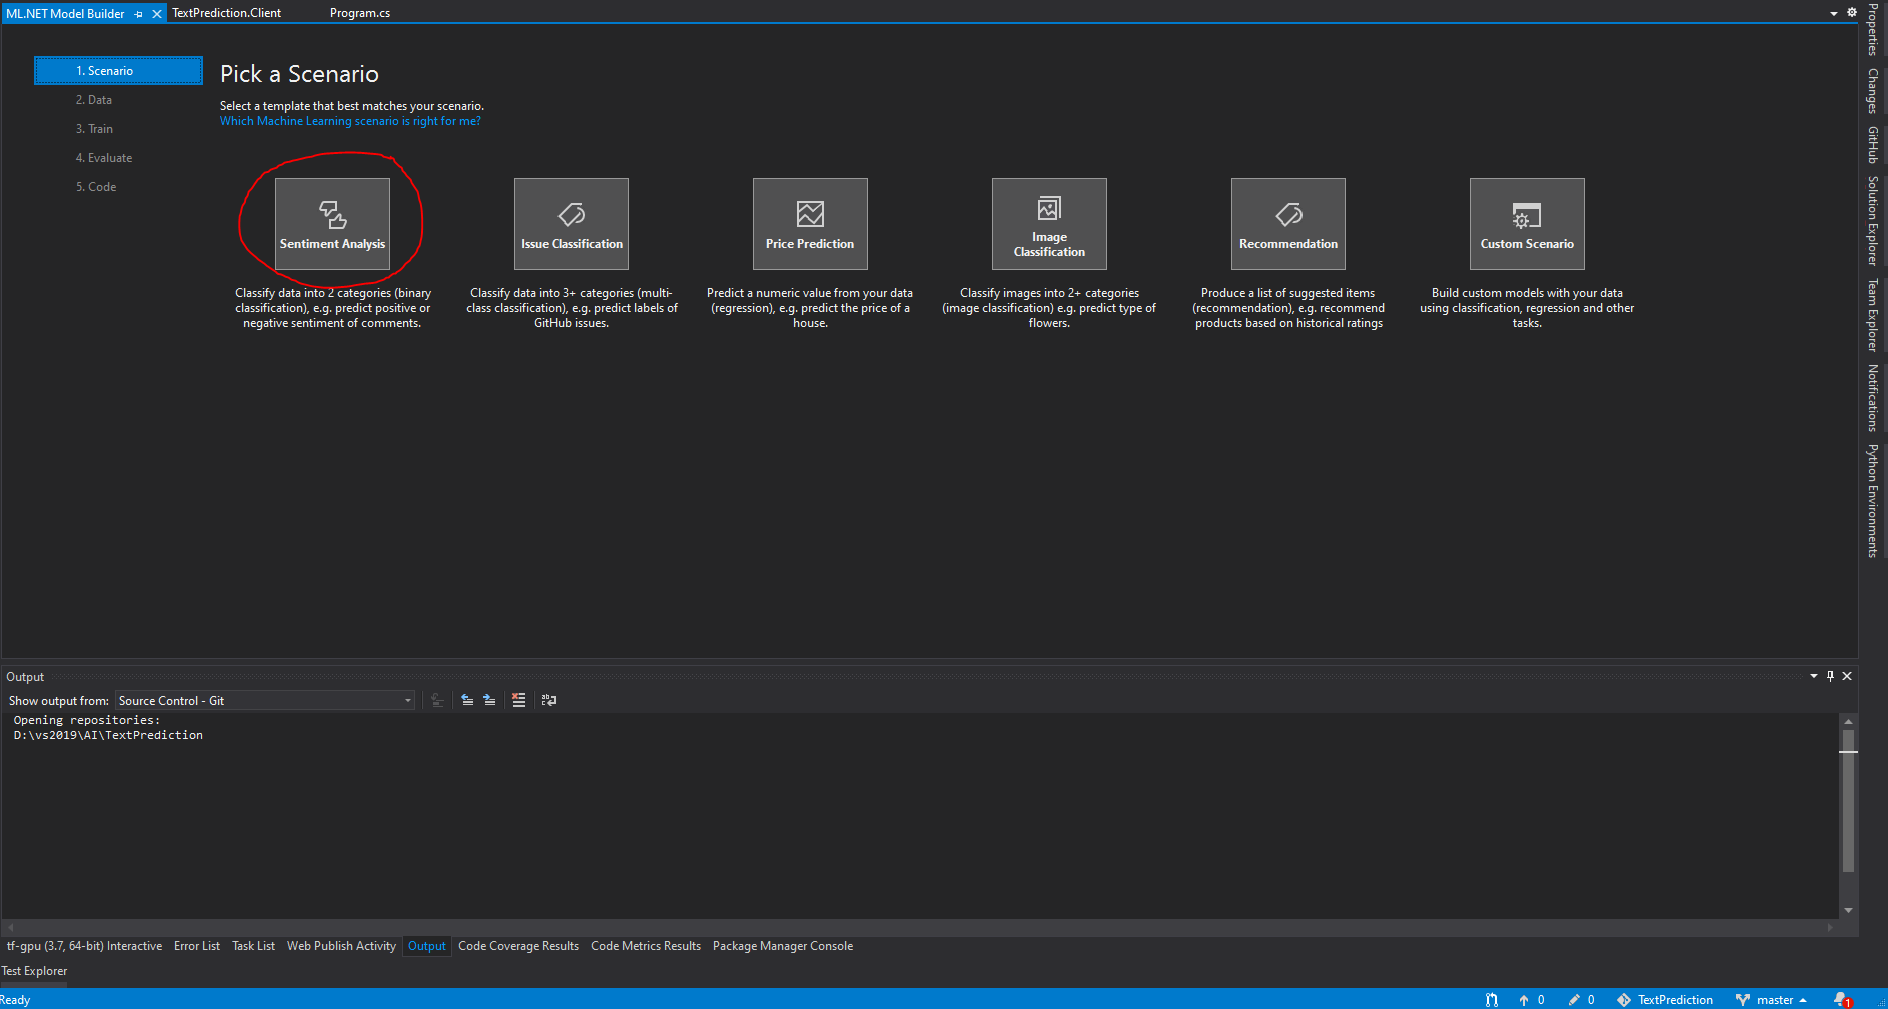 ML.NET Model Builder
TextPrediction.Client
Program.cs
1. Scenario
2. Data
3. Train
4. Evaluate
5. Code
Pick a Scenario
Select a template that best matches your scenario.
Which Machine Learning scenario is right for me?
Sentiment Analysis
Classify data into 2 categories (binary
classification), e.g. predict positive or
negative sentiment of comments.
Issue Classification
Classify data into 3+ categories (multi-
class classification), e.g. predict labels of
GitHub issues.
Price Prediction
Predict a numeric value from your data
(regression), e.g. predict the price of a
house.
Image
Classification
Classify images into 2+ categories
(image classification) e.g. predict type of
flowers.
Recommendation
Produce a list of suggested items
(recommendation), e.g. recommend
products based on historical ratings
Custom Scenario
Build custom models with your data
using classification, regression and other
tasks.
Properties
Changes
GitHub
Solution Explorer
Team Explorer
Notifications
Python Environments
Output
Show output from: Source Control - Git
Opening repositories:
D:\vs2019\AI\TextPrediction
tf-gpu (3.7, 64-bit) Interactive
Error List
Task List
Web Publish Activity
Output
Code Coverage Results
Code Metrics Results
Package Manager Console
Test Explorer
Ready
0
0
TextPrediction
master
1